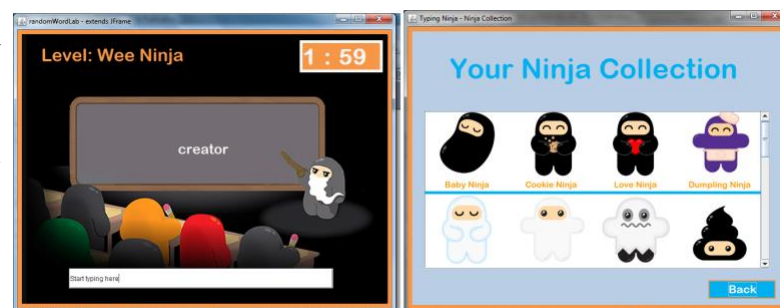 randomWordLab - extends JFrame
Level: Wee Ninja
1 : 59
creator
Start typing here
Typing Ninja - Ninja Collection
Your Ninja Collection
Baby Ninja
Cookie Ninja
Love Ninja
Dumpling Ninja
Back